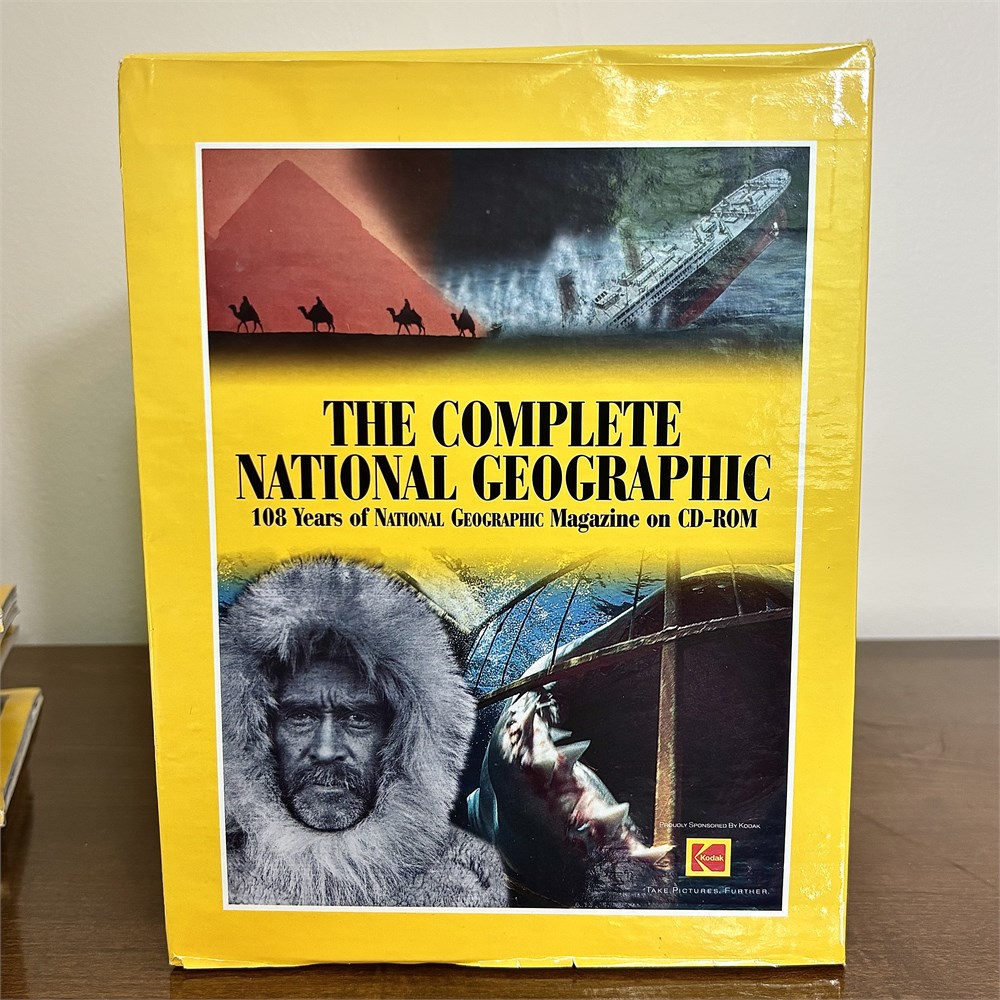 THE COMPLETE
NATIONAL GEOGRAPHIC
108 Years of NATIONAL GEOGRAPHIC Magazine on CD-ROM
PROUDLY SPONSORED BY KODAK
Kodak
TAKE PICTURES. FURTHER.